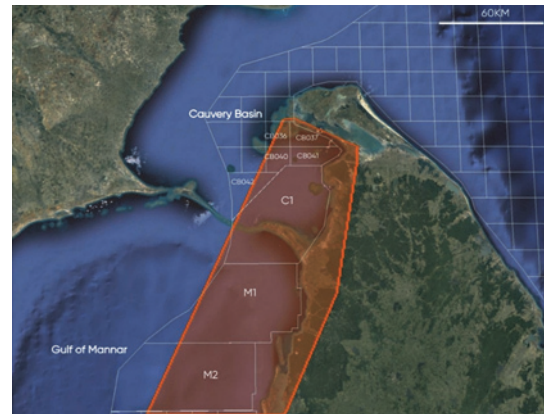 60KM
Cauvery Basin
CB036
CB037
CB040
CB041
CB042
C1
M1
Gulf of Mannar
M2